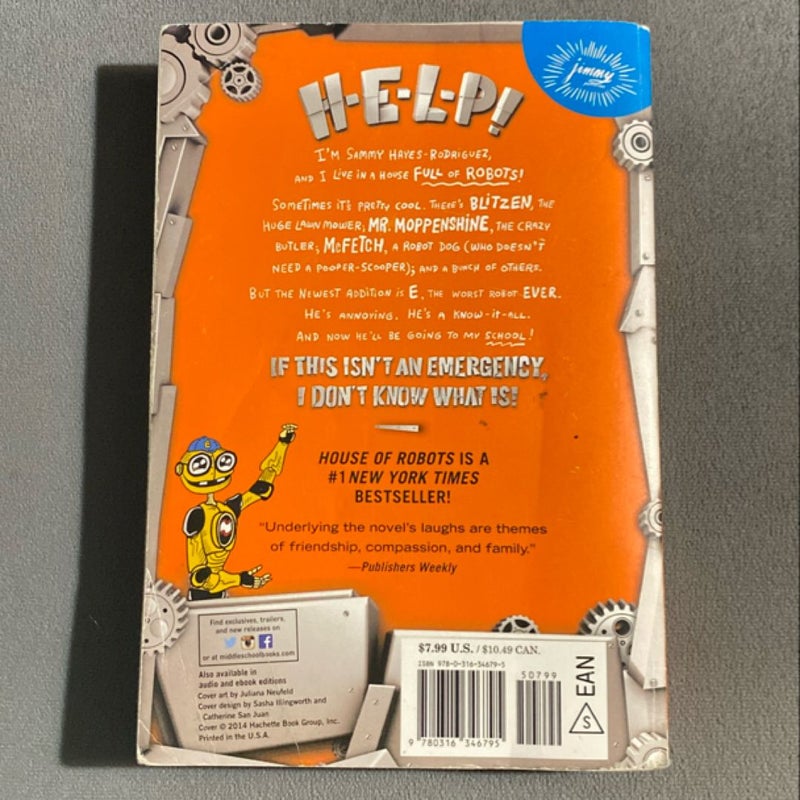 jimmy
H-E-L-P!
I'm Sammy Hayes-Rodriguez,
and I live in a house FULL OF ROBOTS!
Sometimes it's pretty cool. There's BLITZEN, the
huge lawn mower; MR. MOPPENSHINE, the crazy
butler; McFETCH, a robot dog (who doesn't
need a pooper-scooper); and a bunch of others.
But the newest addition is E, the worst robot EVER.
He's annoying. He's a know-it-all.
And now he'll be going to my school!
IF THIS ISN'T AN EMERGENCY,
I DON'T KNOW WHAT IS!
HOUSE OF ROBOTS IS A
#1 NEW YORK TIMES
BESTSELLER!
"Underlying the novel's laughs are themes
of friendship, compassion, and family."
—Publishers Weekly
Find exclusives, trailers,
and new releases on
or at middleschoolbooks.com
Also available in
audio and ebook editions
Cover art by Juliana Neufeld
Cover design by Sasha Illingworth and
Catherine San Juan
Cover © 2014 Hachette Book Group, Inc.
Printed in the U.S.A.
$7.99 U.S. / $10.49 CAN.
ISBN 978-0-316-34679-5
50799
9 780316 346795
S EAN